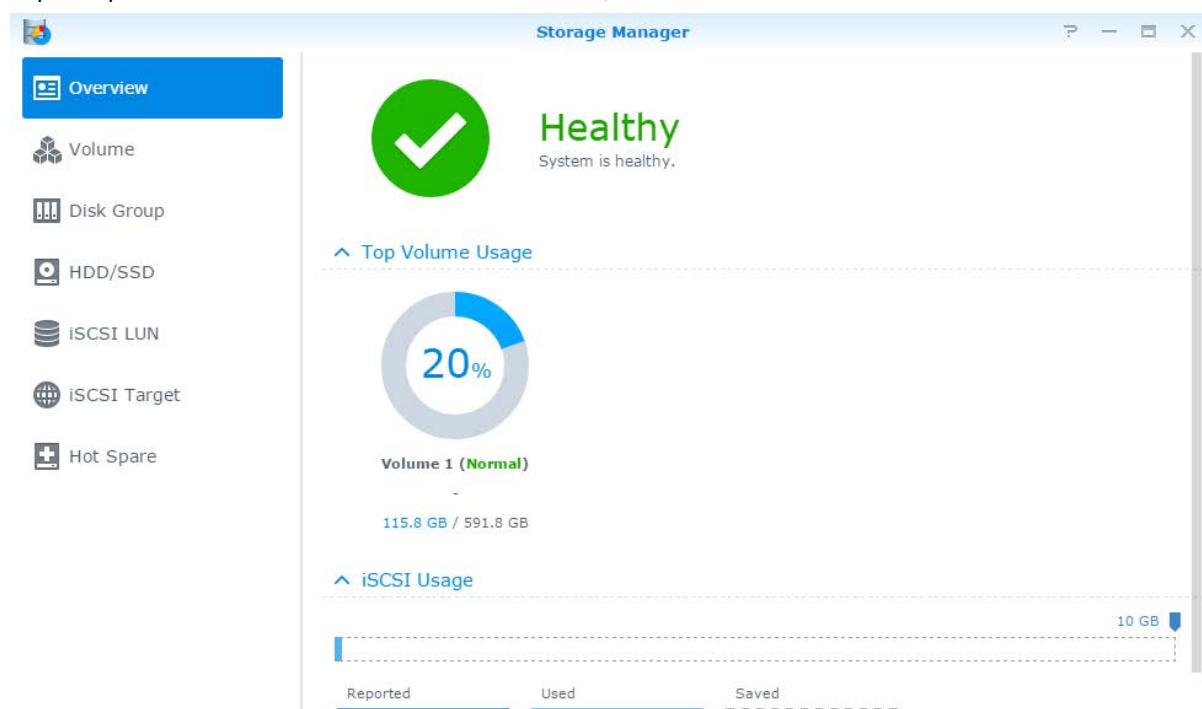 Storage Manager
Overview
Volume
Disk Group
HDD/SSD
iSCSI LUN
iSCSI Target
Hot Spare
Healthy
System is healthy.
Top Volume Usage
20%
Volume 1 (Normal)
-
115.8 GB / 591.8 GB
iSCSI Usage
10 GB
Reported Used Saved